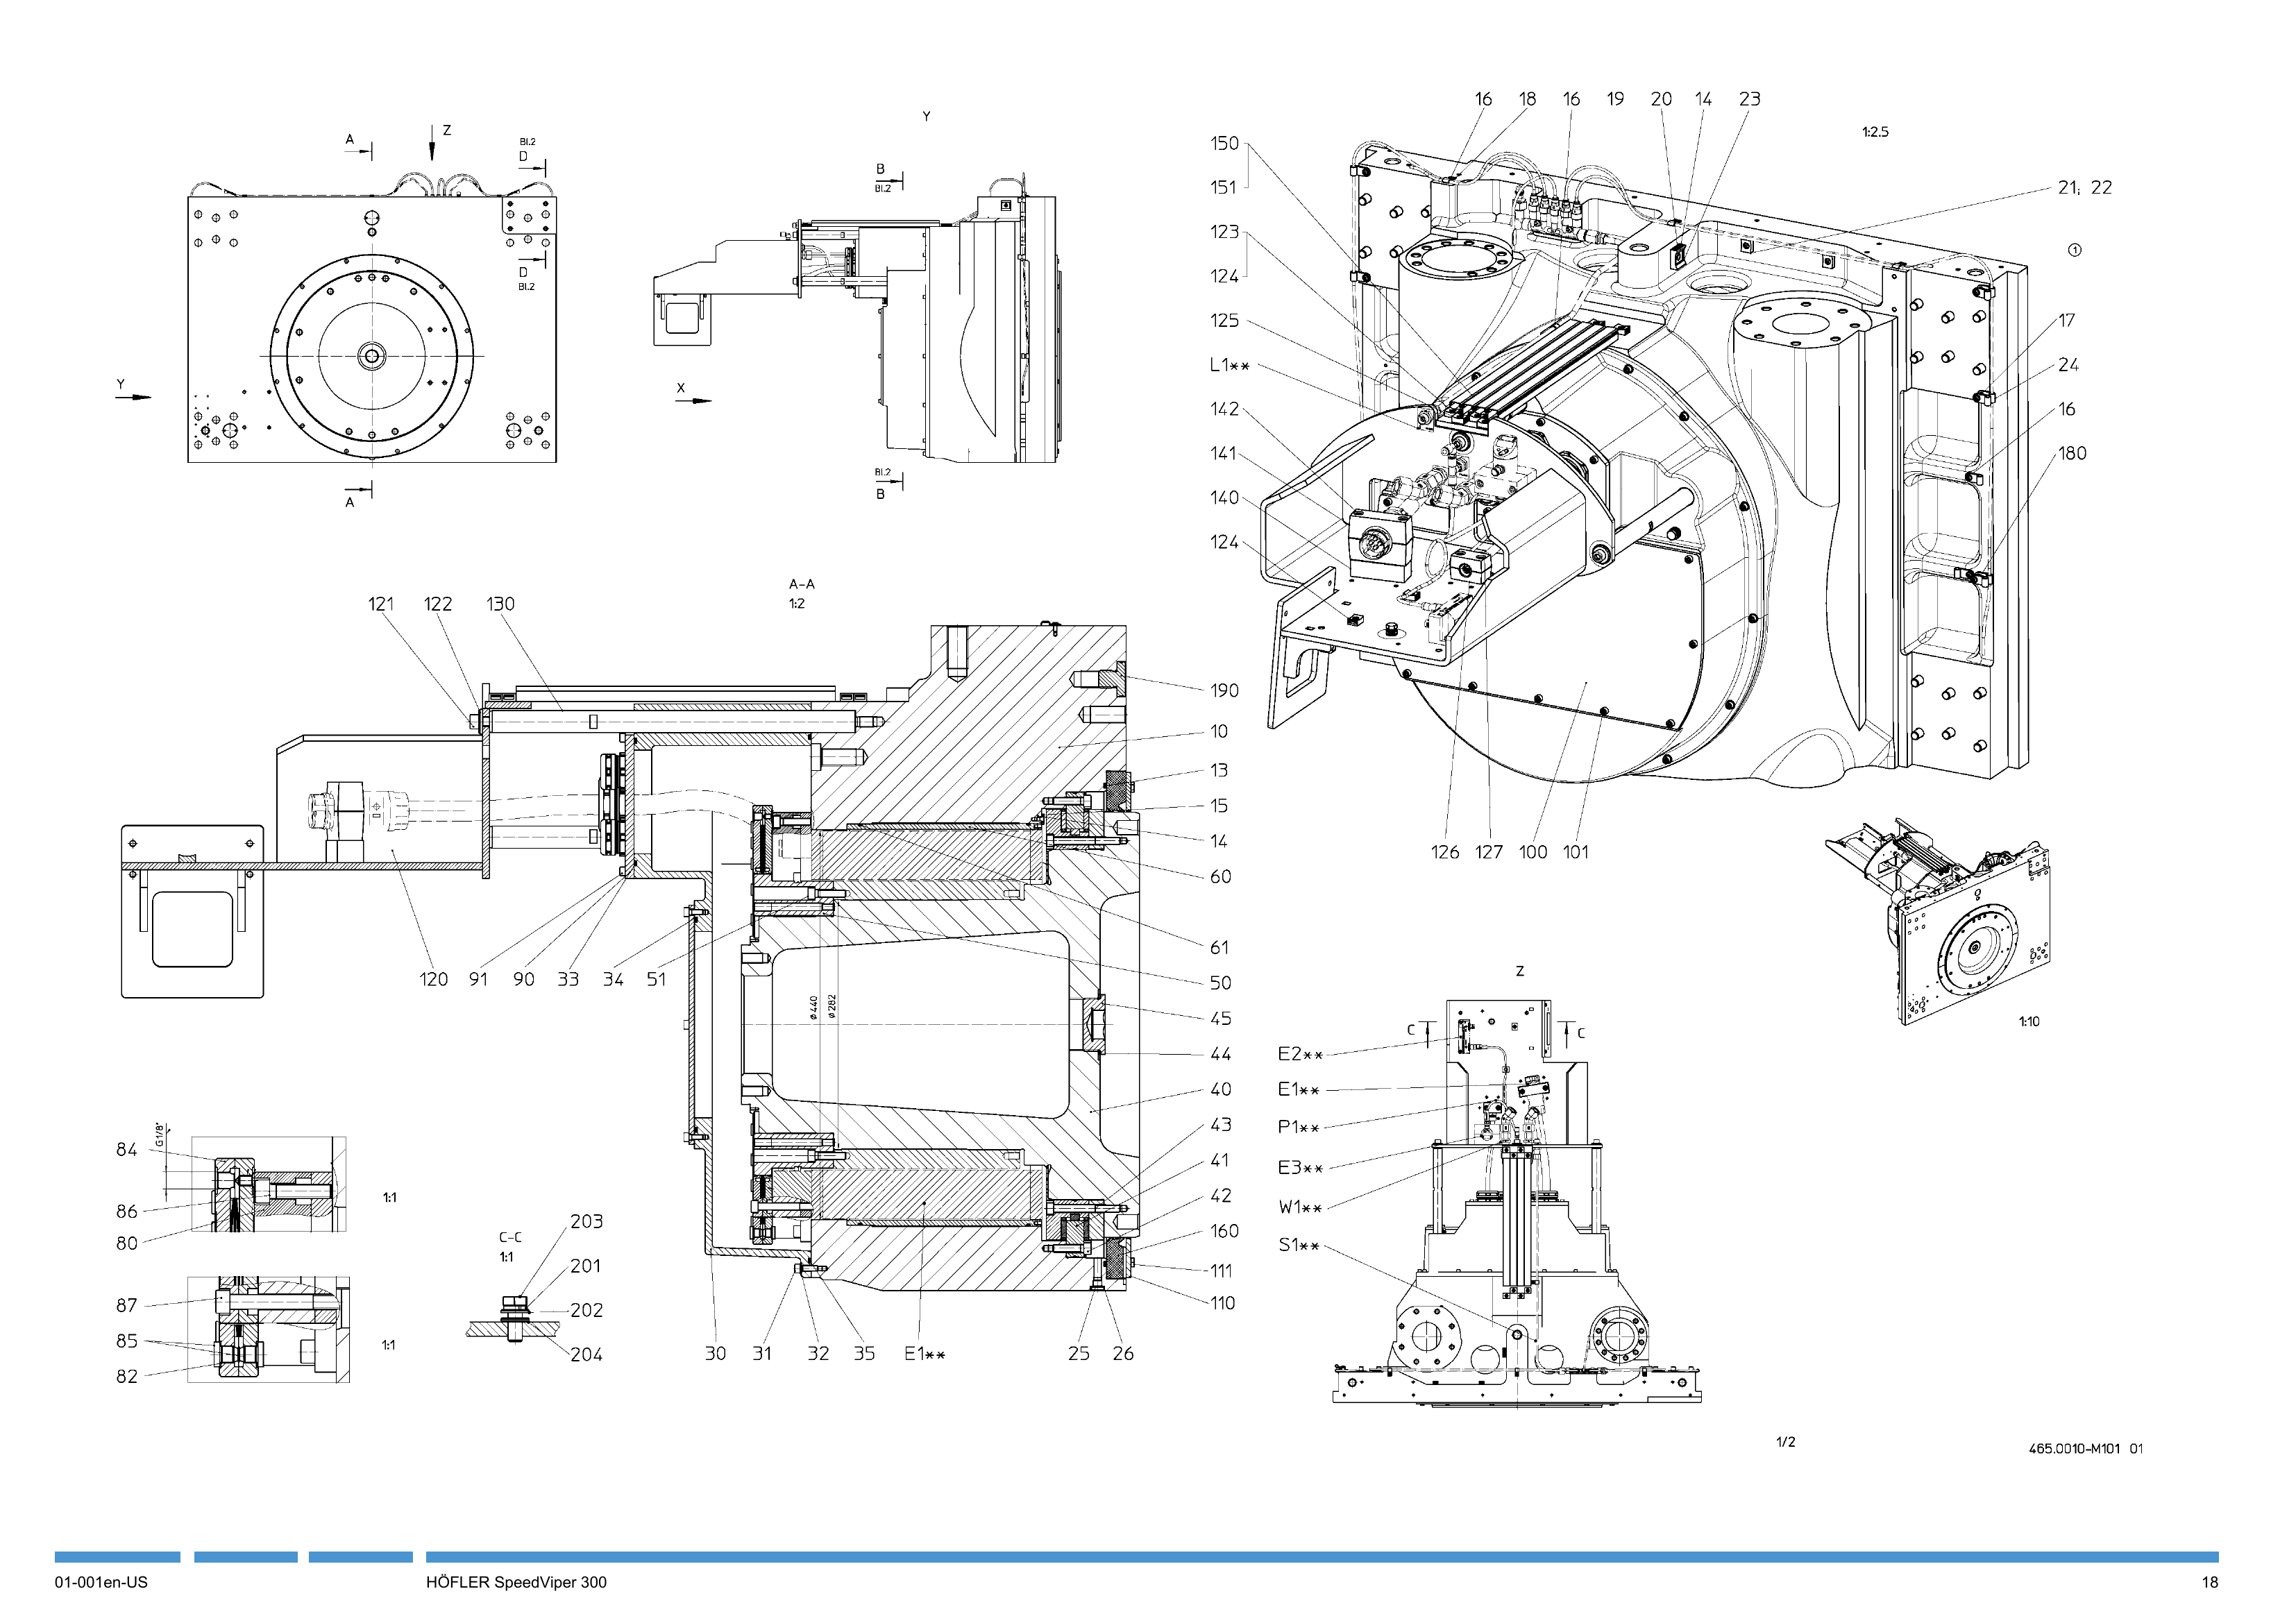 A
Z
Bl.2
D
D
Bl.2
Y
A
Y
B
Bl.2
X
Bl.2
B
16 18 16 19 20 14 23
1:2.5
150
151
123
124
125
L1**
142
141
140
124
21; 22
1
17
24
16
180
126 127 100 101
A-A
1:2
121 122 130
190
10
13
15
14
60
61
50
45
44
40
43
41
42
160
111
110
120 91 90 33 34 51
ø440
ø282
30 31 32 35 E1** 25 26
84
G1/8"
86
80
1:1
87
85
82
1:1
C-C
1:1
203
201
202
204
1:10
Z
C
C
E2**
E1**
P1**
E3**
W1**
S1**
1/2
465.0010-M101 01
01-001en-US
HÖFLER SpeedViper 300
18